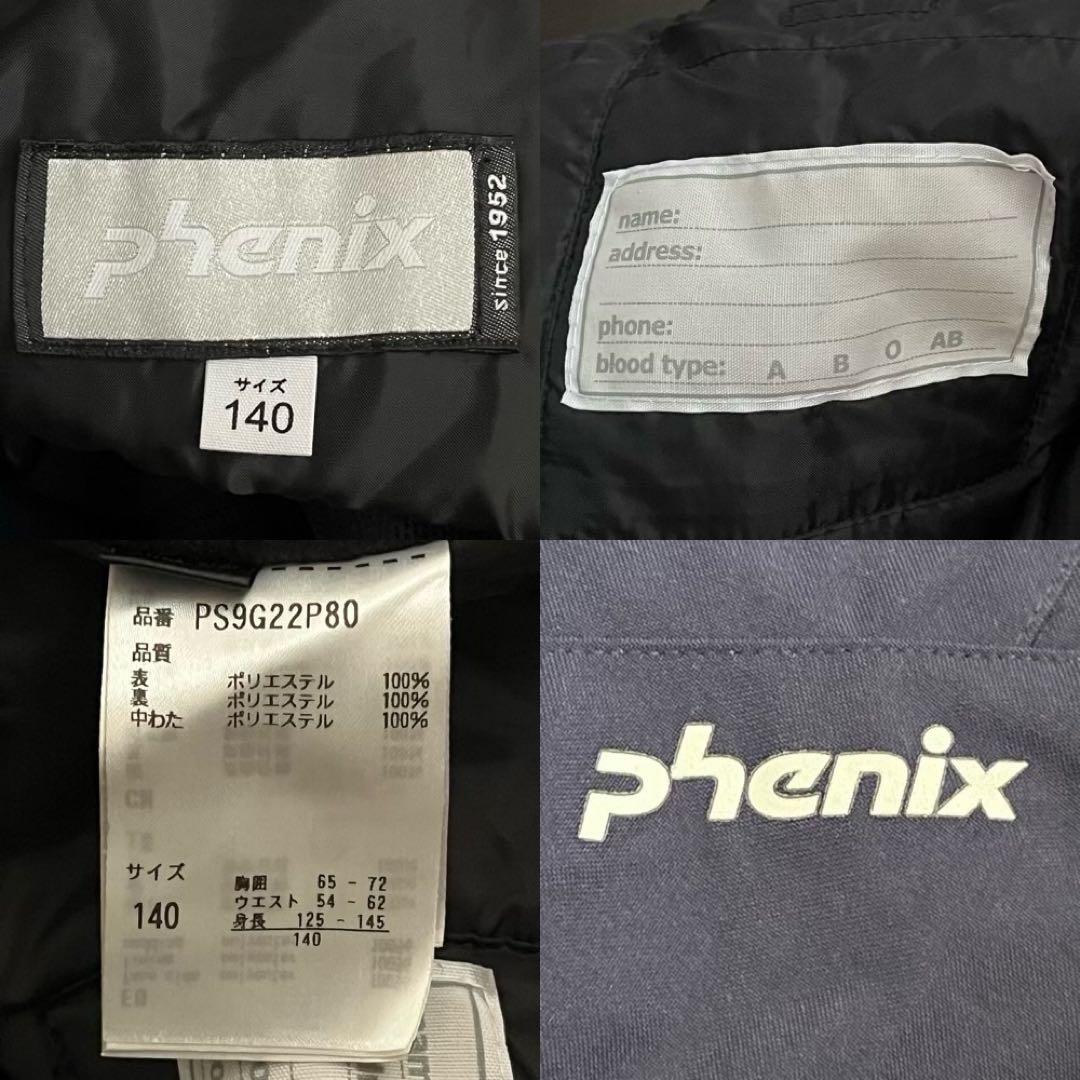 phenix
since 1952
サイズ
140
name:
address:
phone:
blood type: A B O AB
品番 PS9G22P80
品質
表 ポリエステル 100%
裏 ポリエステル 100%
中わた ポリエステル 100%
サイズ
140
胸囲 65 - 72
ウエスト 54 - 62
身長 125 - 145
140
phenix